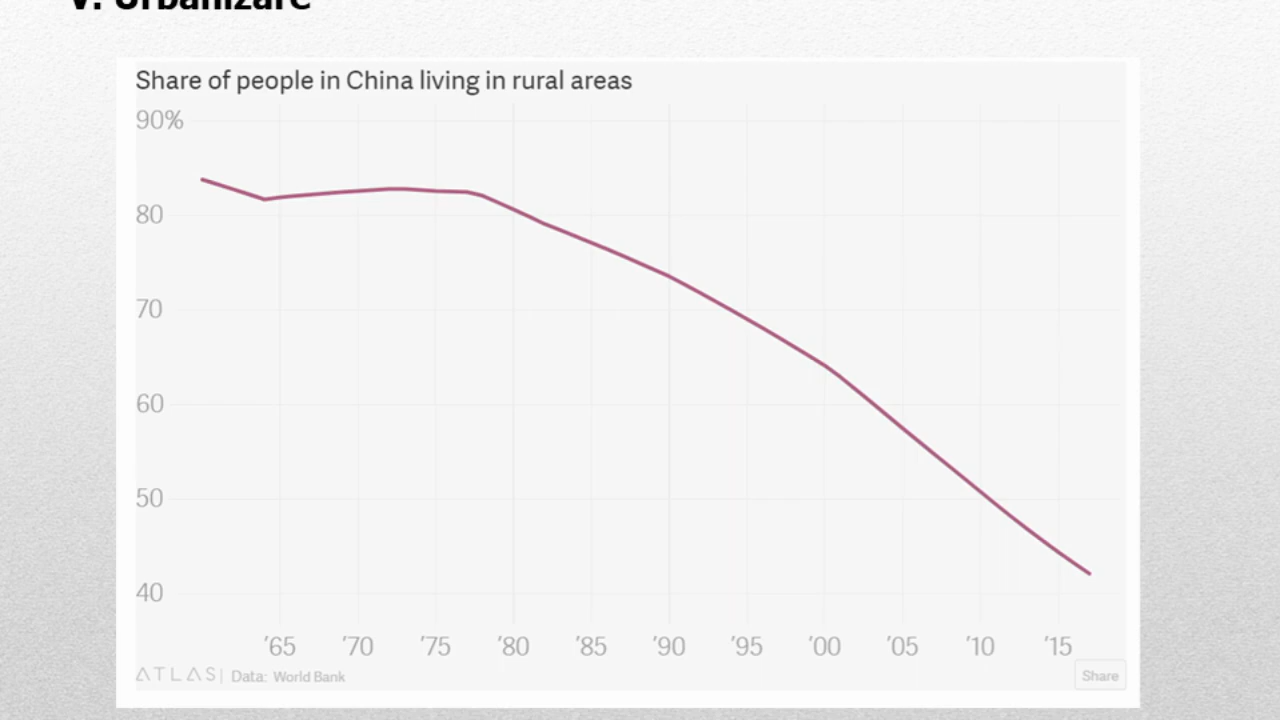 V. Urbanizare
Share of people in China living in rural areas
90%
80
70
60
50
40
'65 '70 '75 '80 '85 '90 '95 '00 '05 '10 '15
ATLAS| Data: World Bank
Share